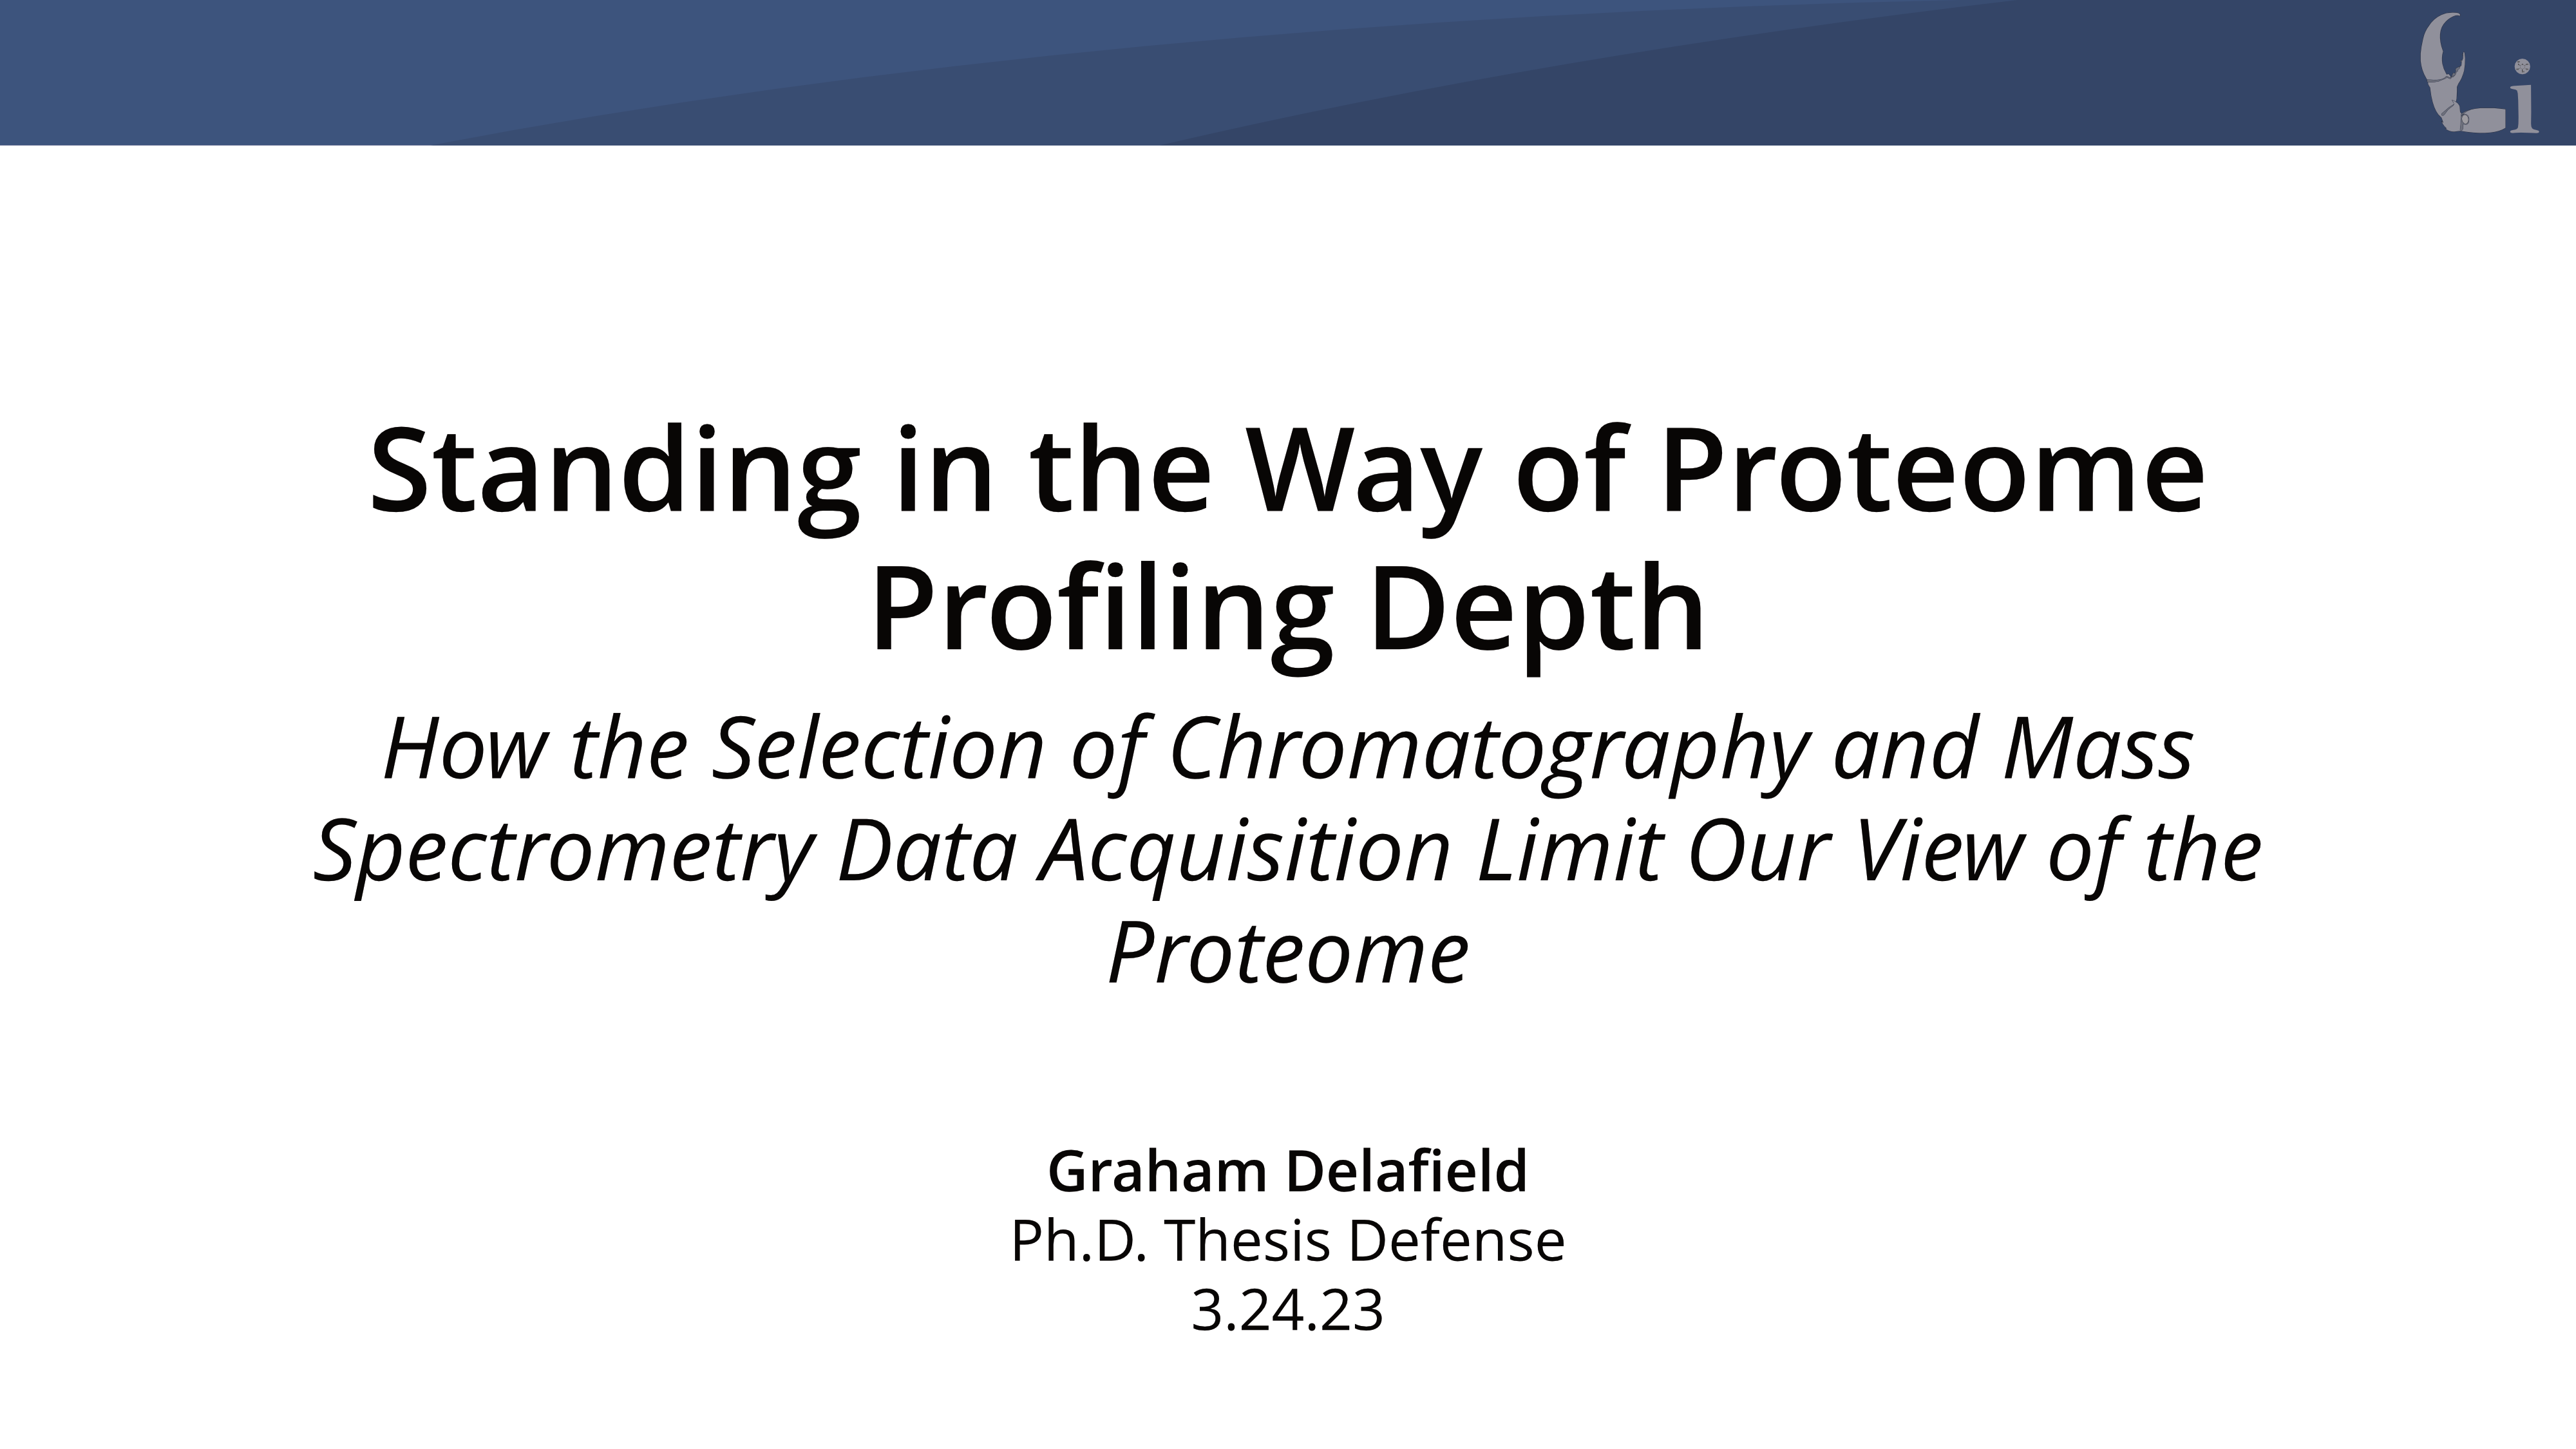 Li
Standing in the Way of Proteome
Profiling Depth
How the Selection of Chromatography and Mass
Spectrometry Data Acquisition Limit Our View of the
Proteome
Graham Delafield
Ph.D. Thesis Defense
3.24.23